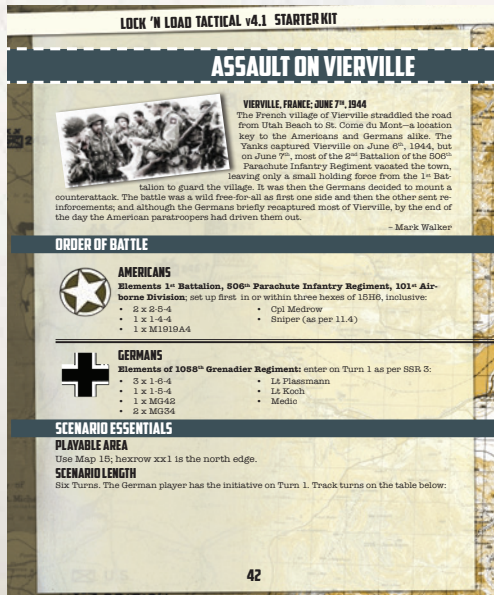 LOCK 'N LOAD TACTICAL v4.1 STARTER KIT
ASSAULT ON VIERVILLE
VIERVILLE, FRANCE; JUNE 7th, 1944
The French village of Vierville straddled the road
from Utah Beach to St. Come du Mont—a location
key to the Americans and Germans alike. The
Yanks captured Vierville on June 6th, 1944, but
on June 7th, most of the 2nd Battalion of the 506th
Parachute Infantry Regiment vacated the town,
leaving only a small holding force from the 1st Bat-
talion to guard the village. It was then the Germans decided to mount a
counterattack. The battle was a wild free-for-all as first one side and then the other sent re-
inforcements; and although the Germans briefly recaptured most of Vierville, by the end of
the day the American paratroopers had driven them out.
– Mark Walker
ORDER OF BATTLE
AMERICANS
Elements 1st Battalion, 506th Parachute Infantry Regiment, 101st Air-
borne Division; set up first in or within three hexes of 15H6, inclusive:
• 2 x 2-5-4
• 1 x 1-4-4
• 1 x M1919A4
• Cpl Medrow
• Sniper (as per 11.4)
GERMANS
Elements of 1058th Grenadier Regiment: enter on Turn 1 as per SSR 3:
• 3 x 1-6-4
• 1 x 1-5-4
• 1 x MG42
• 2 x MG34
• Lt Flassmann
• Lt Koch
• Medic
SCENARIO ESSENTIALS
PLAYABLE AREA
Use Map 15; hexrow xx1 is the north edge.
SCENARIO LENGTH
Six Turns. The German player has the initiative on Turn 1. Track turns on the table below:
42